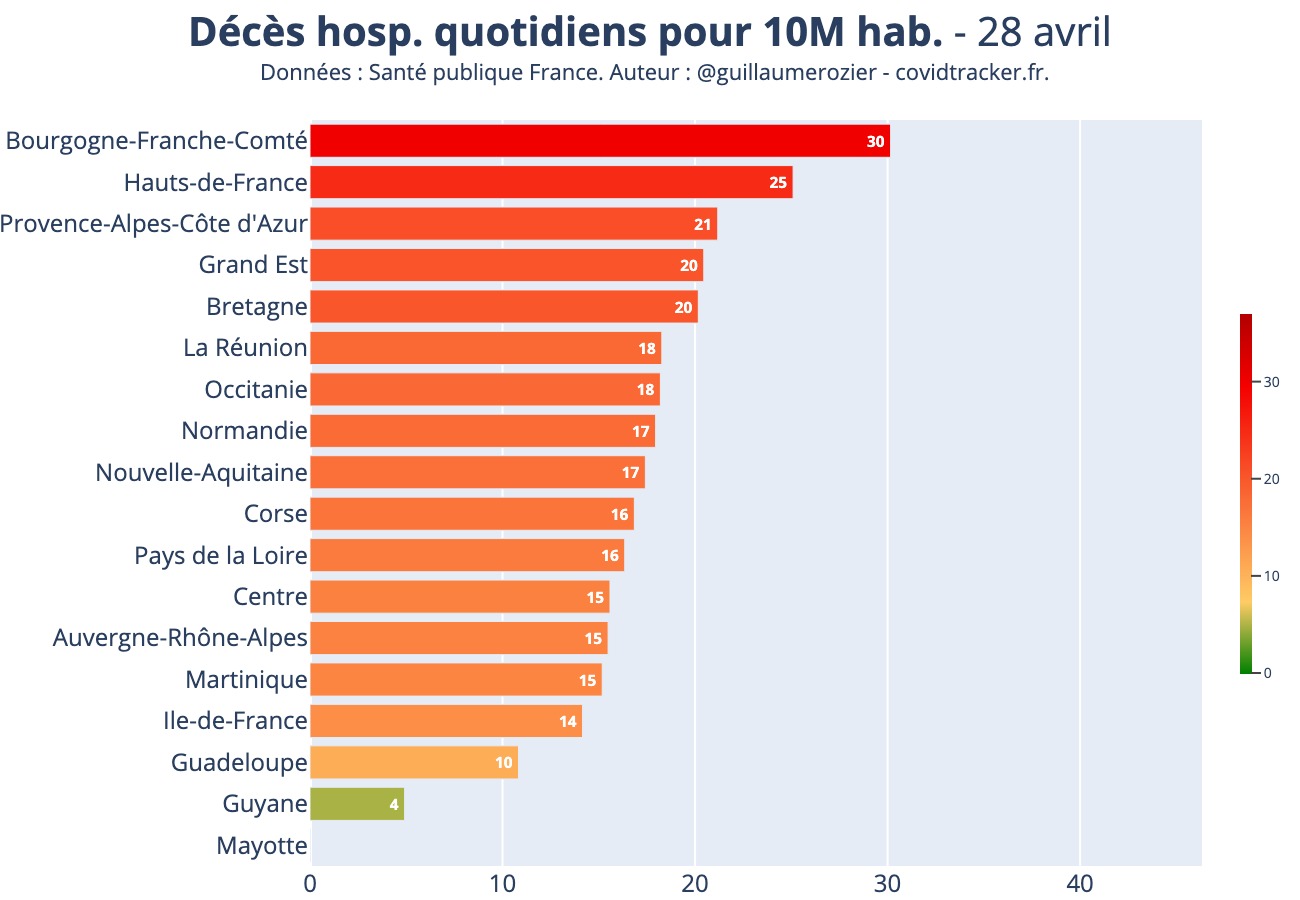 Décès hosp. quotidiens pour 10M hab. - 28 avril
Données : Santé publique France. Auteur : @guillaumerozier - covidtracker.fr.
Bourgogne-Franche-Comté 30
Hauts-de-France 25
Provence-Alpes-Côte d'Azur 21
Grand Est 20
Bretagne 20
La Réunion 18
Occitanie 18
Normandie 17
Nouvelle-Aquitaine 17
Corse 16
Pays de la Loire 16
Centre 15
Auvergne-Rhône-Alpes 15
Martinique 15
Ile-de-France 14
Guadeloupe 10
Guyane 4
Mayotte
0 10 20 30 40
30
20
10
0